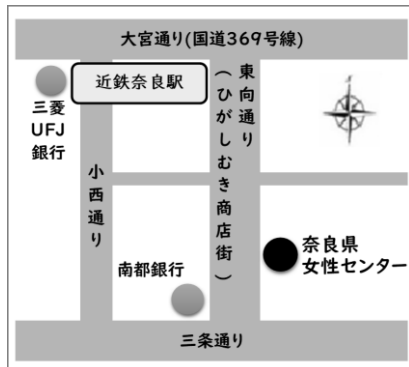 大宮通り(国道369号線)
近鉄奈良駅
三菱
UFJ
銀行
小西通り
東向通り
(ひがしむき商店街)
南都銀行
奈良県
女性センター
三条通り